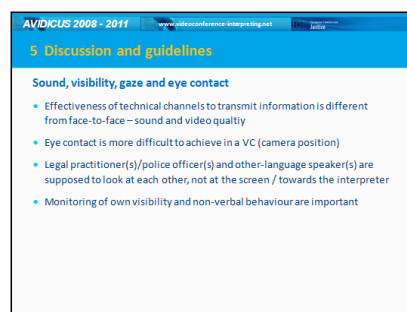 AVIDICUS 2008 - 2011 www.videoconference-interpreting.net
Justice
5 Discussion and guidelines
Sound, visibility, gaze and eye contact
• Effectiveness of technical channels to transmit information is different
from face-to-face – sound and video qualtiy
• Eye contact is more difficult to achieve in a VC (camera position)
• Legal practitioner(s)/police officer(s) and other-language speaker(s) are
supposed to look at each other, not at the screen / towards the interpreter
• Monitoring of own visibility and non-verbal behaviour are important